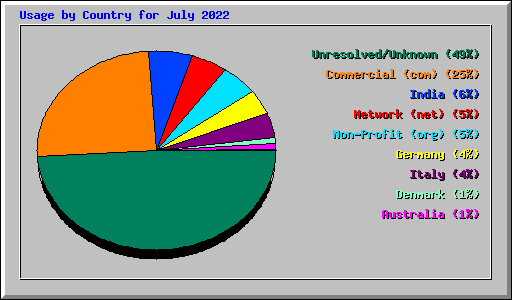 Usage by Country for July 2022
Unresolved/Unknown (49%)
Commercial (com) (25%)
India (6%)
Network (net) (5%)
Non-Profit (org) (5%)
Germany (4%)
Italy (4%)
Denmark (1%)
Australia (1%)